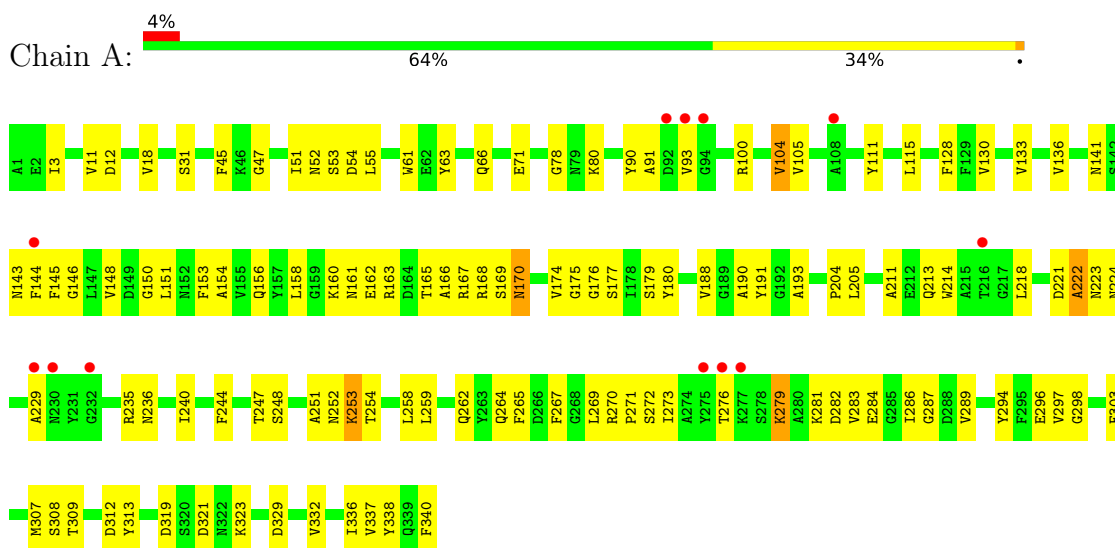 4%
Chain A:
64% 34% •
A1 E2 I3 V11 D12 V18 S31 F45 K46 G47 I51 N52 S53 D54 L55 W61 E62 Y63 Q66 E71 G78 N79 K80 Y90 A91 D92 V93 G94 R100 V104 V105 A108 Y111 L115 F128 F129 V130 V133 V136 N141 S142
N143 F144 F145 G146 L147 V148 D149 G150 L151 N152 F153 A154 V155 Q156 Y157 L158 G159 K160 N161 E162 R163 D164 T165 A166 R167 R168 S169 N170 V174 G175 G176 S177 I178 S179 Y180 V188 G189 A190 Y191 G192 A193 P204 L205 A211 E212 Q213 W214 A215 T216 G217 L218 D221 A222 N223 N224
A229 N230 Y231 G232 R235 N236 I240 F244 T247 S248 A251 N252 K253 T254 L258 L259 Q262 Y263 Q264 F265 D266 F267 G268 L269 R270 P271 S272 I273 A274 Y275 T276 K277 S278 K279 A280 K281 D282 V283 E284 G285 I286 G287 D288 V289 Y294 F295 E296 V297 G298
M307 S308 T309 D312 Y313 D319 S320 D321 N322 K323 D329 V332 I336 V337 Y338 Q339 F340